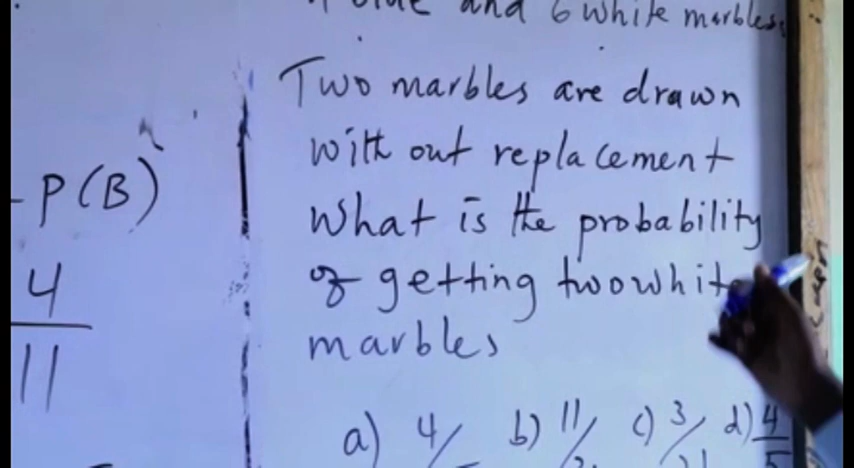 and 6 white marbles.
Two marbles are drawn
with out replacement
- P(B)
What is the probability
of getting two white
4/11
marbles
a) 4/ b) 11/ c) 3/ d) 4/5